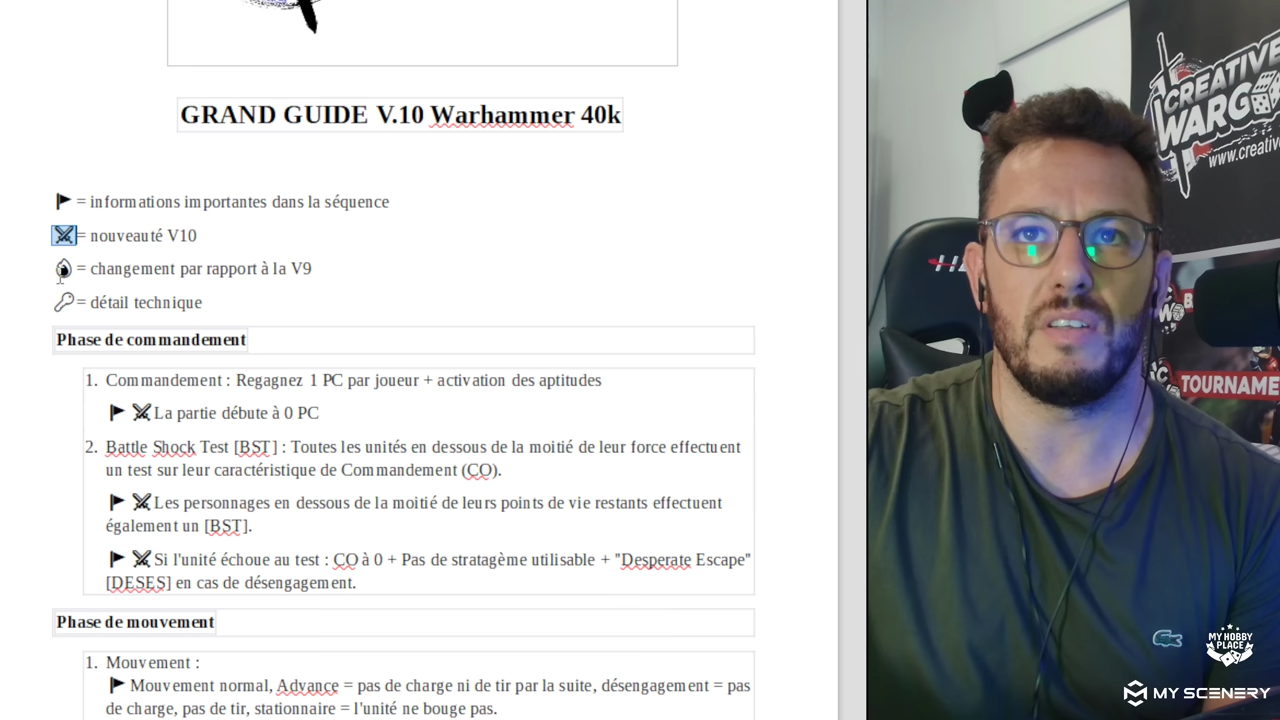 GRAND GUIDE V.10 Warhammer 40k
= informations importantes dans la séquence
= nouveauté V10
= changement par rapport à la V9
= détail technique
Phase de commandement
1. Commandement : Regagnez 1 PC par joueur + activation des aptitudes
La partie débute à 0 PC
2. Battle Shock Test [BST] : Toutes les unités en dessous de la moitié de leur force effectuent
un test sur leur caractéristique de Commandement (CO).
Les personnages en dessous de la moitié de leurs points de vie restants effectuent
également un [BST].
Si l'unité échoue au test : CO à 0 + Pas de stratagème utilisable + "Desperate Escape"
[DESES] en cas de désengagement.
Phase de mouvement
1. Mouvement :
Mouvement normal, Advance = pas de charge ni de tir par la suite, désengagement = pas
de charge, pas de tir, stationnaire = l'unité ne bouge pas.
CREATIVE
WARG
www.creativ
TOURNAME
MY HOBBY
PLACE
MY SCENERY